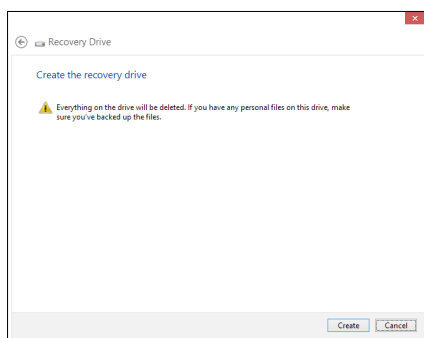 Recovery Drive
Create the recovery drive
Everything on the drive will be deleted. If you have any personal files on this drive, make
sure you've backed up the files.
Create Cancel